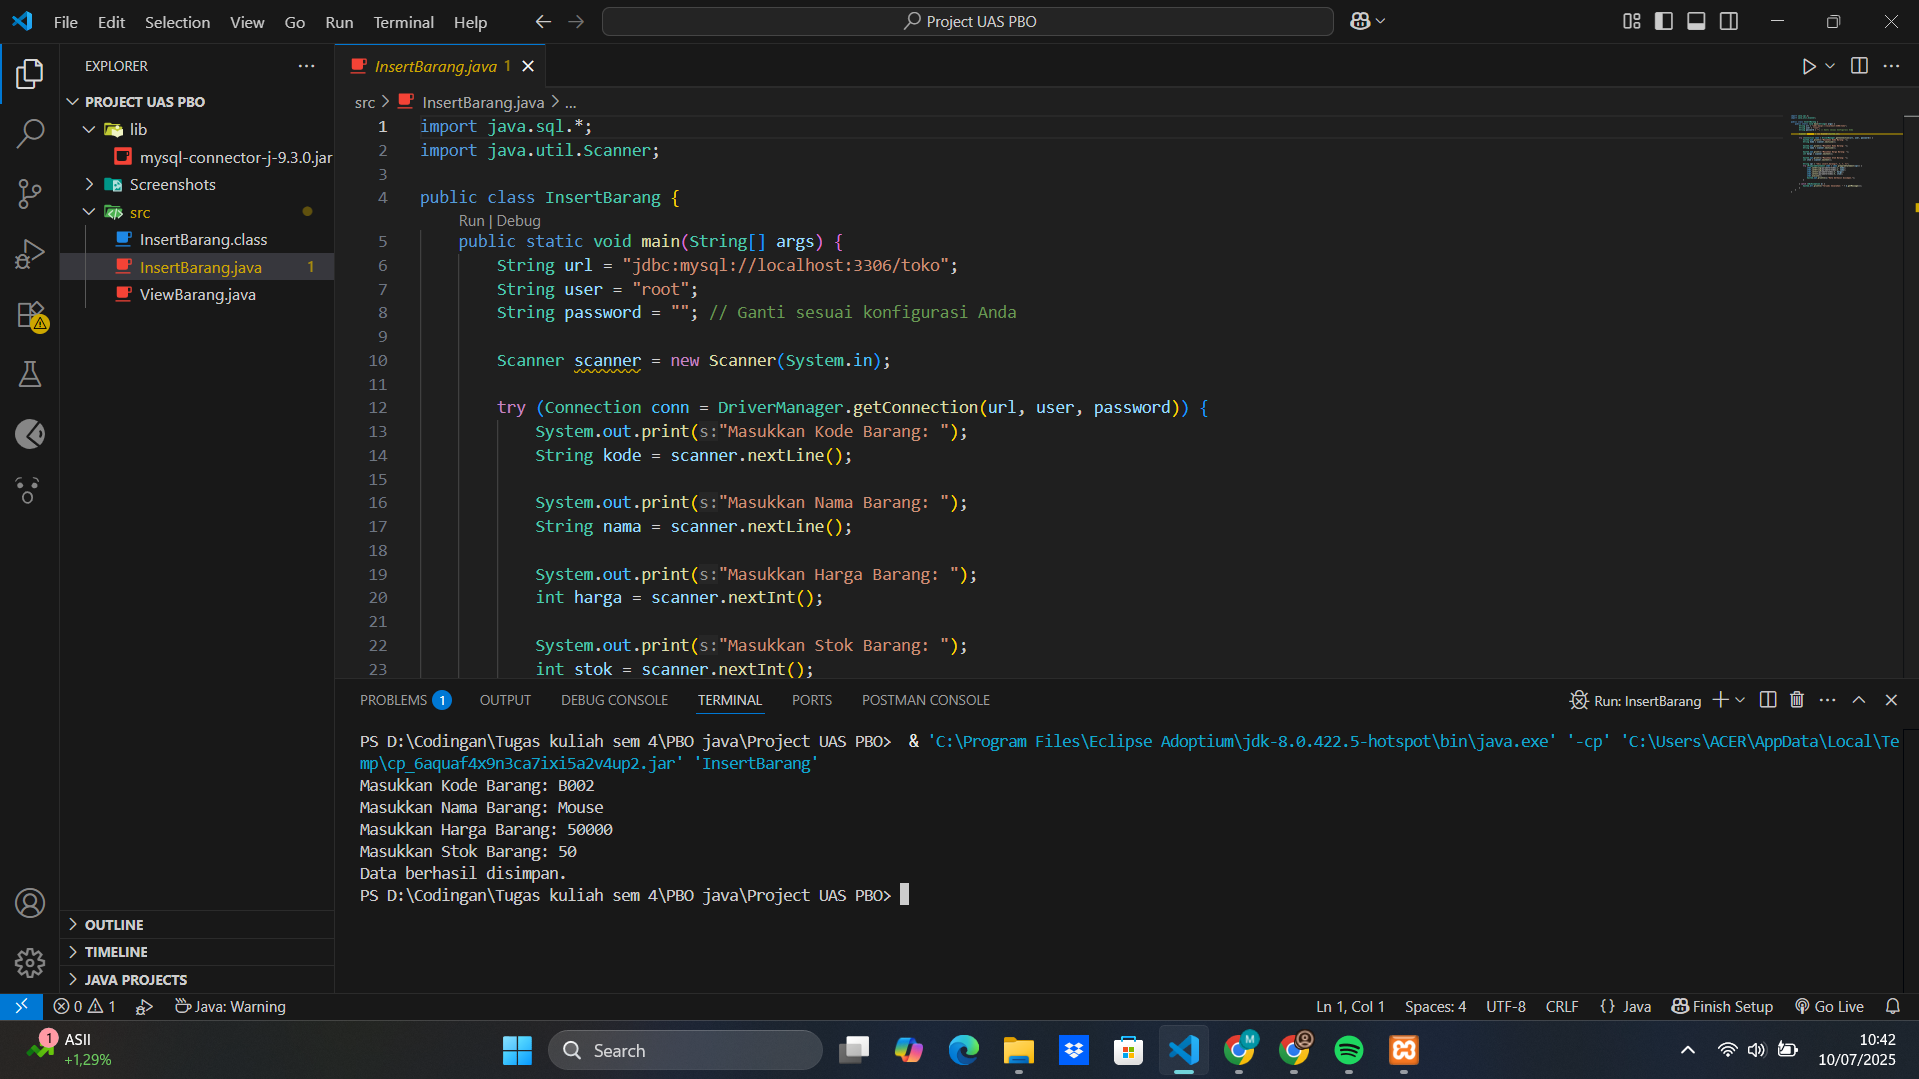 File Edit Selection View Go Run Terminal Help
Project UAS PBO
EXPLORER
PROJECT UAS PBO
lib
mysql-connector-j-9.3.0.jar
Screenshots
src
InsertBarang.class
InsertBarang.java 1
ViewBarang.java
OUTLINE
TIMELINE
JAVA PROJECTS
InsertBarang.java 1
src > InsertBarang.java > ...
1 import java.sql.*;
2 import java.util.Scanner;
3
4 public class InsertBarang {
Run | Debug
5 public static void main(String[] args) {
6 String url = "jdbc:mysql://localhost:3306/toko";
7 String user = "root";
8 String password = ""; // Ganti sesuai konfigurasi Anda
9
10 Scanner scanner = new Scanner(System.in);
11
12 try (Connection conn = DriverManager.getConnection(url, user, password)) {
13 System.out.print(s:"Masukkan Kode Barang: ");
14 String kode = scanner.nextLine();
15
16 System.out.print(s:"Masukkan Nama Barang: ");
17 String nama = scanner.nextLine();
18
19 System.out.print(s:"Masukkan Harga Barang: ");
20 int harga = scanner.nextInt();
21
22 System.out.print(s:"Masukkan Stok Barang: ");
23 int stok = scanner.nextInt();
PROBLEMS 1 OUTPUT DEBUG CONSOLE TERMINAL PORTS POSTMAN CONSOLE
Run: InsertBarang
PS D:\Codingan\Tugas kuliah sem 4\PBO java\Project UAS PBO> & 'C:\Program Files\Eclipse Adoptium\jdk-8.0.422.5-hotspot\bin\java.exe' '-cp' 'C:\Users\ACER\AppData\Local\Te
mp\cp_6aquaf4x9n3ca7ixi5a2v4up2.jar' 'InsertBarang'
Masukkan Kode Barang: B002
Masukkan Nama Barang: Mouse
Masukkan Harga Barang: 50000
Masukkan Stok Barang: 50
Data berhasil disimpan.
PS D:\Codingan\Tugas kuliah sem 4\PBO java\Project UAS PBO>
0 1 Java: Warning
Ln 1, Col 1 Spaces: 4 UTF-8 CRLF {} Java Finish Setup Go Live
1 ASII
+1,29%
Search
M
10:42
10/07/2025